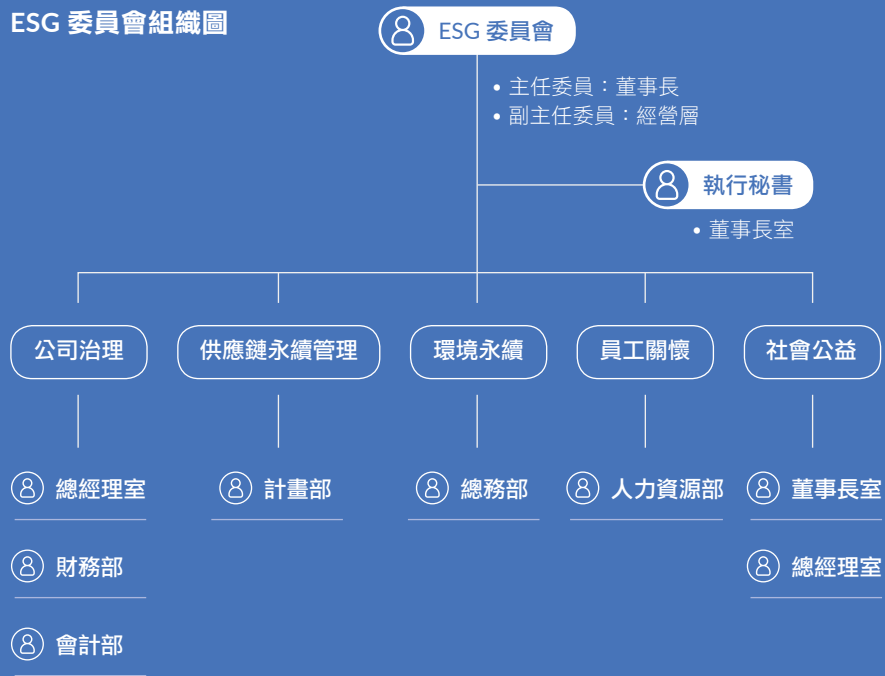 ESG 委員會組織圖
ESG 委員會
• 主任委員：董事長
• 副主任委員：經營層
執行秘書
• 董事長室
公司治理
供應鏈永續管理
環境永續
員工關懷
社會公益
總經理室
計畫部
總務部
人力資源部
董事長室
財務部
總經理室
會計部